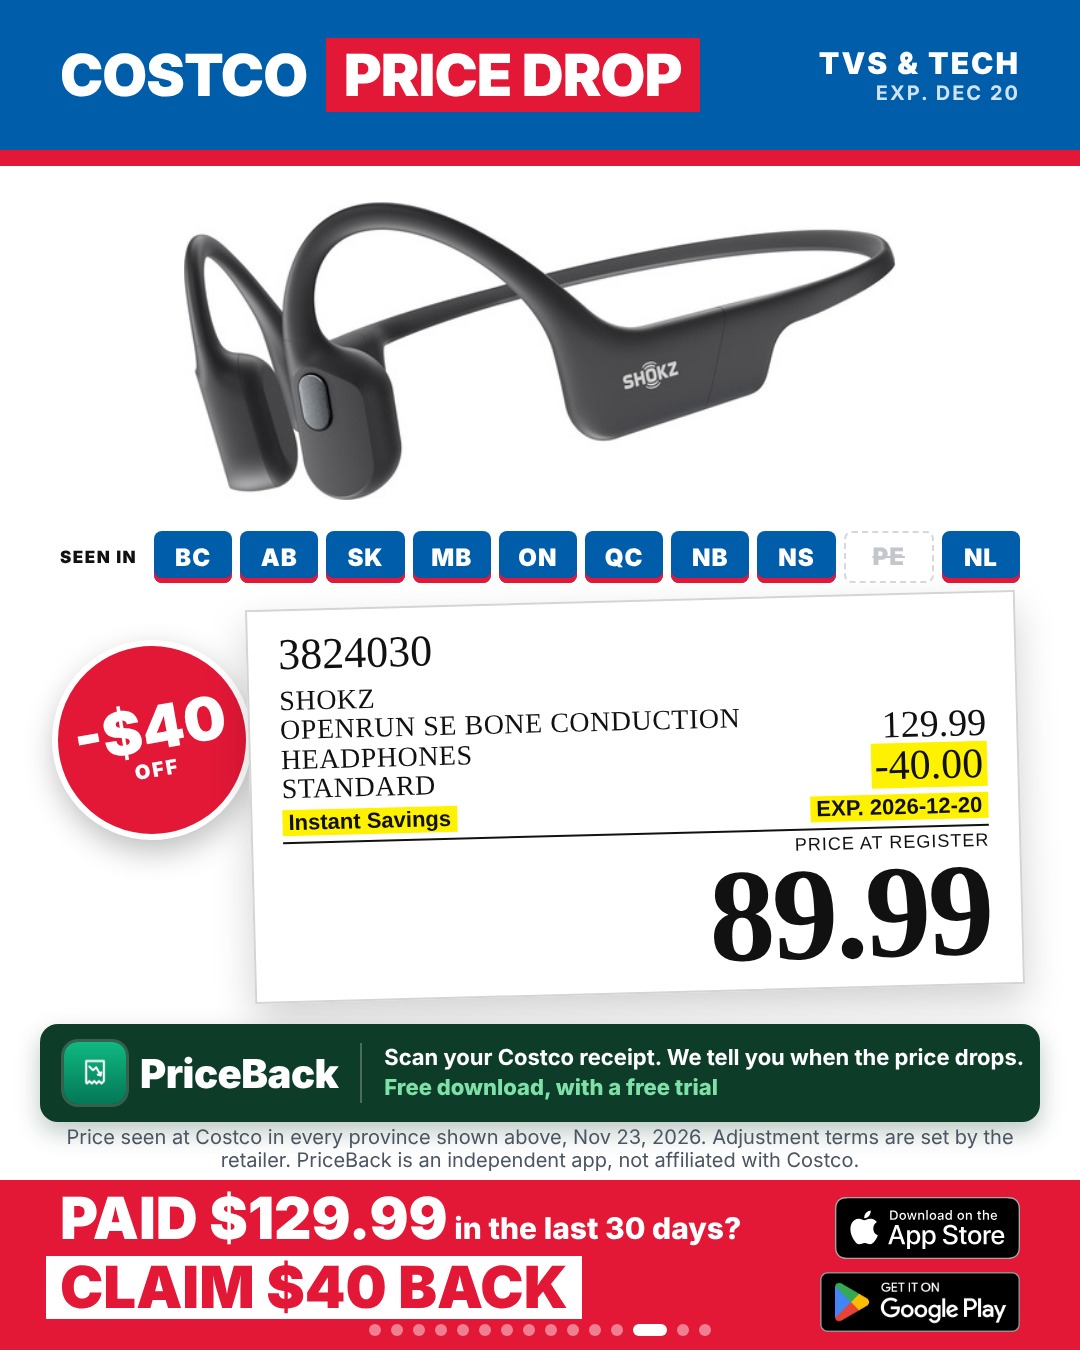 COSTCO PRICE DROP
TVS & TECH
EXP. DEC 20
SHOKZ
SEEN IN BC AB SK MB ON QC NB NS PE NL
-$40
OFF
3824030
SHOKZ
OPENRUN SE BONE CONDUCTION
HEADPHONES
STANDARD
Instant Savings
129.99
-40.00
EXP. 2026-12-20
PRICE AT REGISTER
89.99
PriceBack
Scan your Costco receipt. We tell you when the price drops.
Free download, with a free trial
Price seen at Costco in every province shown above, Nov 23, 2026. Adjustment terms are set by the
retailer. PriceBack is an independent app, not affiliated with Costco.
PAID $129.99 in the last 30 days?
CLAIM $40 BACK
Download on the
App Store
GET IT ON
Google Play